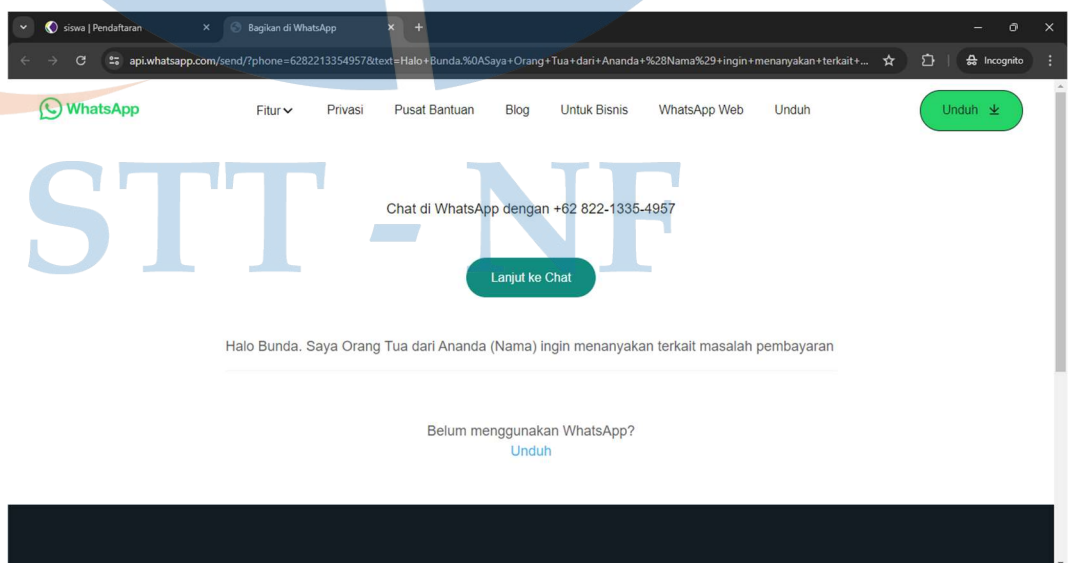 siswa | Pendaftaran
Bagikan di WhatsApp
api.whatsapp.com/send/?phone=6282213354957&text=Halo+Bunda.%0ASaya+Orang+Tua+dari+Ananda+%28Nama%29+ingin+menanyakan+terkait+...
Incognito
WhatsApp
Fitur Privasi Pusat Bantuan Blog Untuk Bisnis WhatsApp Web Unduh
Unduh
STT - NF
Chat di WhatsApp dengan +62 822-1335-4957
Lanjut ke Chat
Halo Bunda. Saya Orang Tua dari Ananda (Nama) ingin menanyakan terkait masalah pembayaran
Belum menggunakan WhatsApp?
Unduh